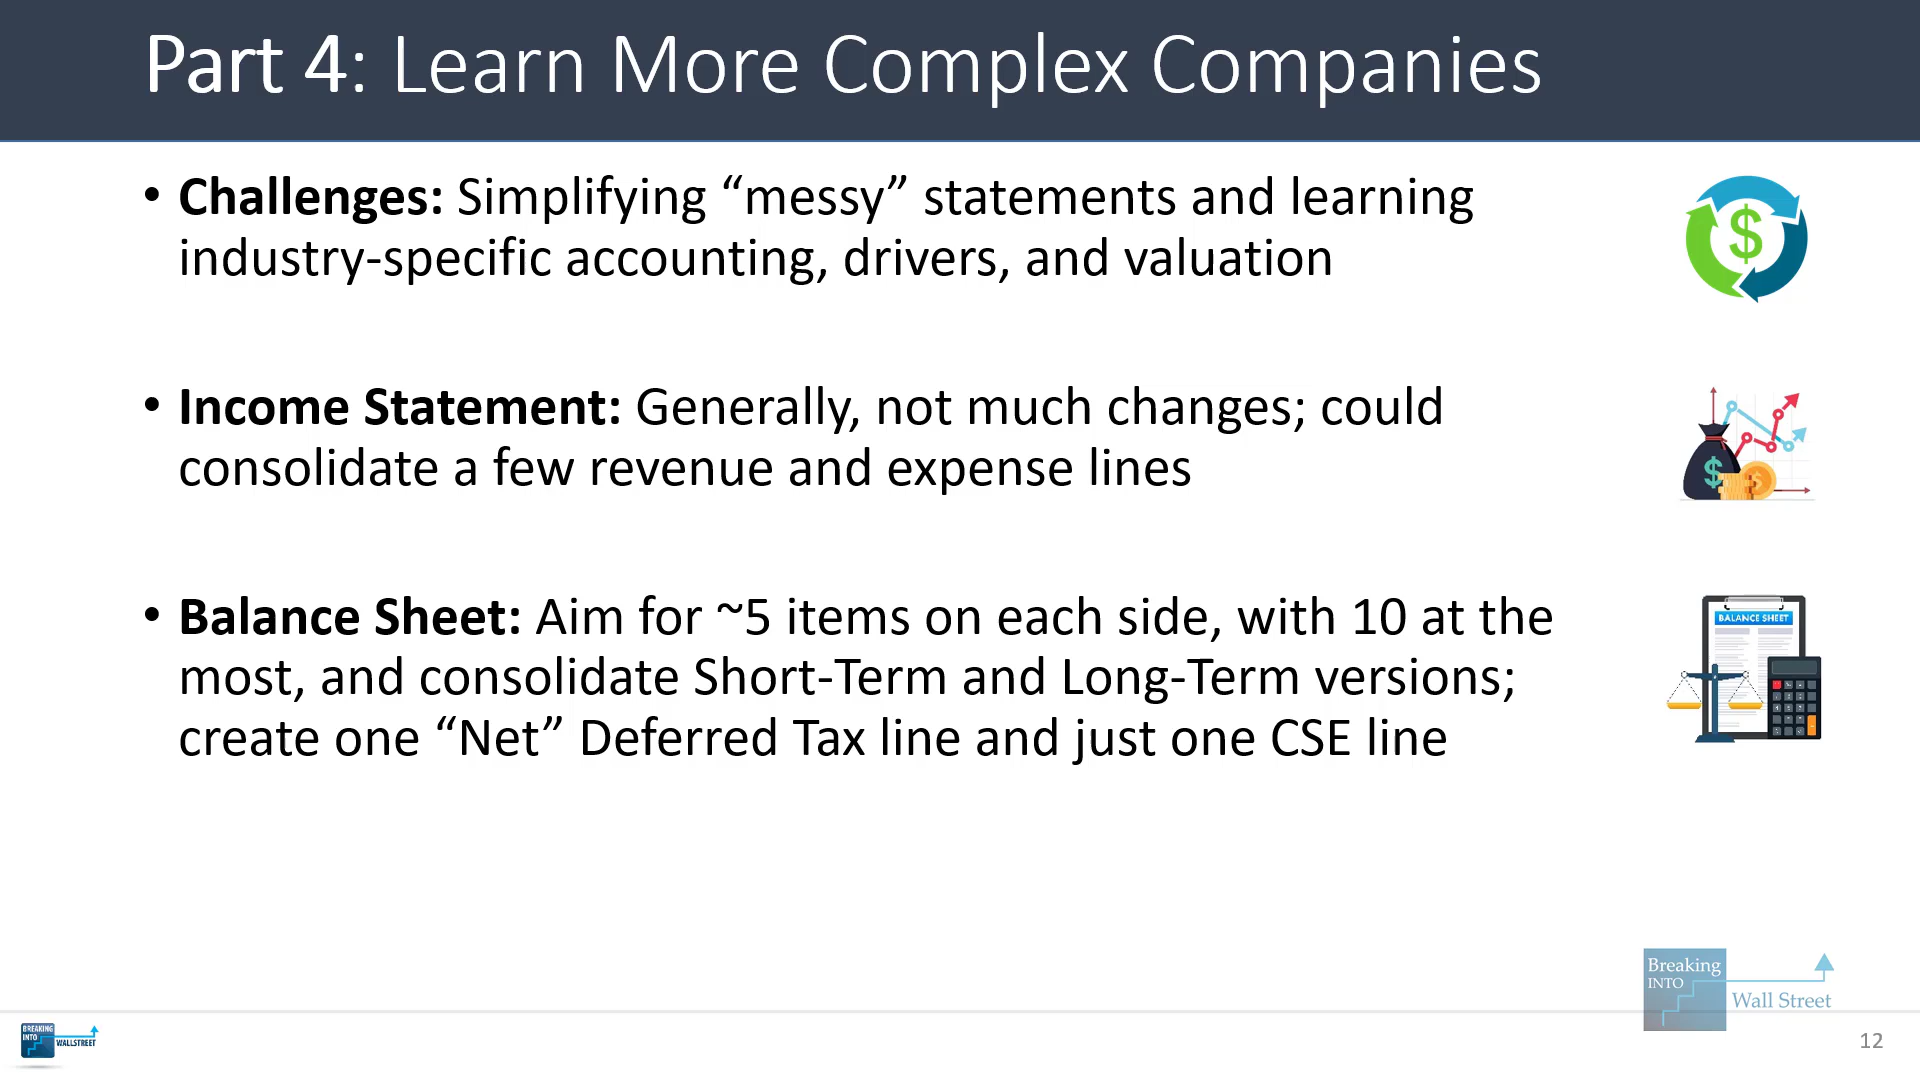 Part 4: Learn More Complex Companies
• Challenges: Simplifying “messy” statements and learning
industry-specific accounting, drivers, and valuation
• Income Statement: Generally, not much changes; could
consolidate a few revenue and expense lines
• Balance Sheet: Aim for ~5 items on each side, with 10 at the
most, and consolidate Short-Term and Long-Term versions;
create one “Net” Deferred Tax line and just one CSE line
BALANCE SHEET
Breaking
INTO
Wall Street
BREAKING
INTO
WALLSTREET
12